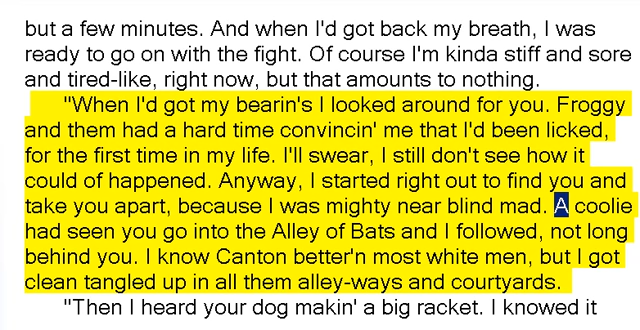 but a few minutes. And when I'd got back my breath, I was
ready to go on with the fight. Of course I'm kinda stiff and sore
and tired-like, right now, but that amounts to nothing.
"When I'd got my bearin's I looked around for you. Froggy
and them had a hard time convincin' me that I'd been licked,
for the first time in my life. I'll swear, I still don't see how it
could of happened. Anyway, I started right out to find you and
take you apart, because I was mighty near blind mad. A coolie
had seen you go into the Alley of Bats and I followed, not long
behind you. I know Canton better'n most white men, but I got
clean tangled up in all them alley-ways and courtyards.
"Then I heard your dog makin' a big racket. I knowed it